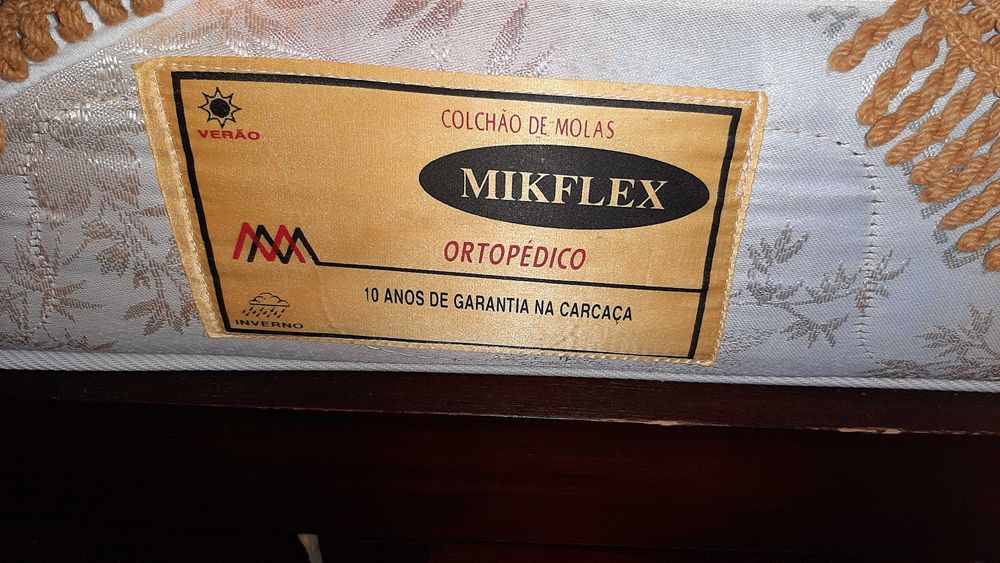 VERÃO
COLCHÃO DE MOLAS
MIKFLEX
ORTOPÉDICO
10 ANOS DE GARANTIA NA CARCAÇA
INVERNO